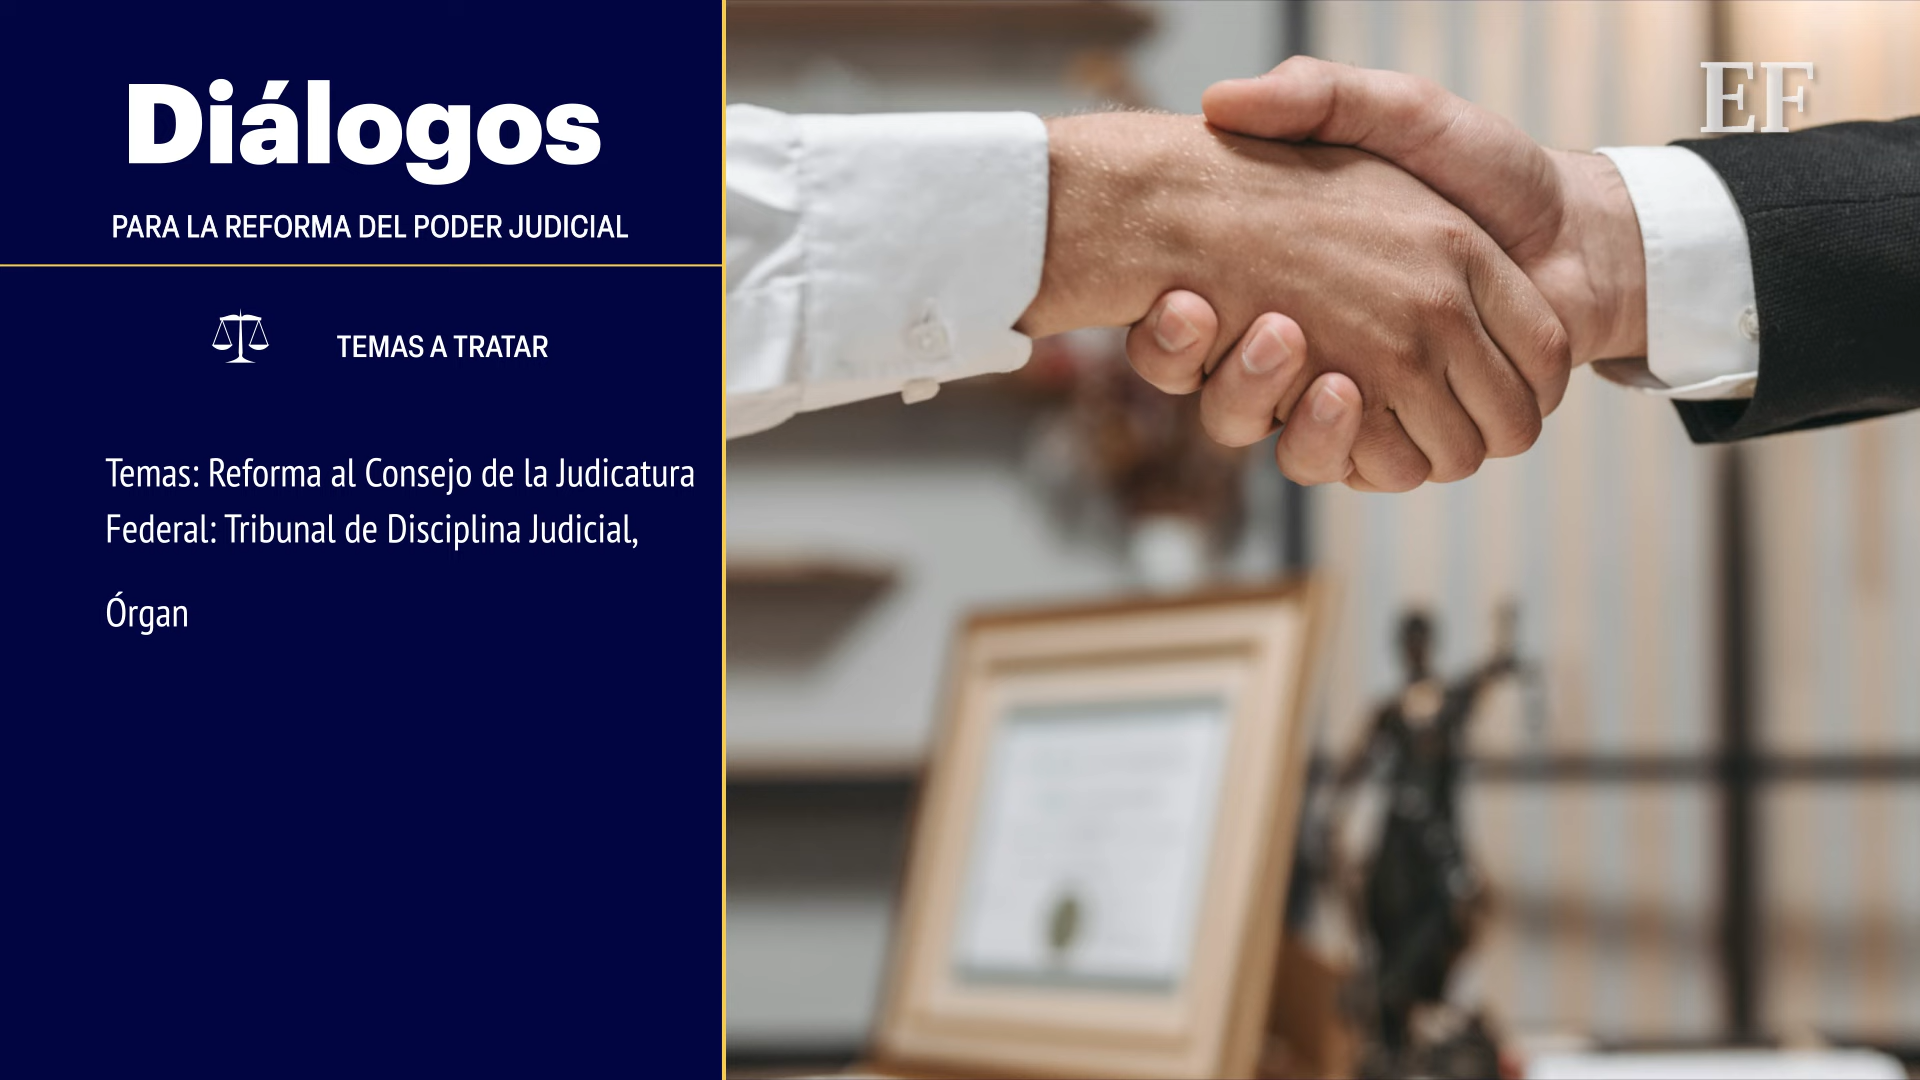 Diálogos
PARA LA REFORMA DEL PODER JUDICIAL
TEMAS A TRATAR
Temas: Reforma al Consejo de la Judicatura
Federal: Tribunal de Disciplina Judicial,
Órgan
EF